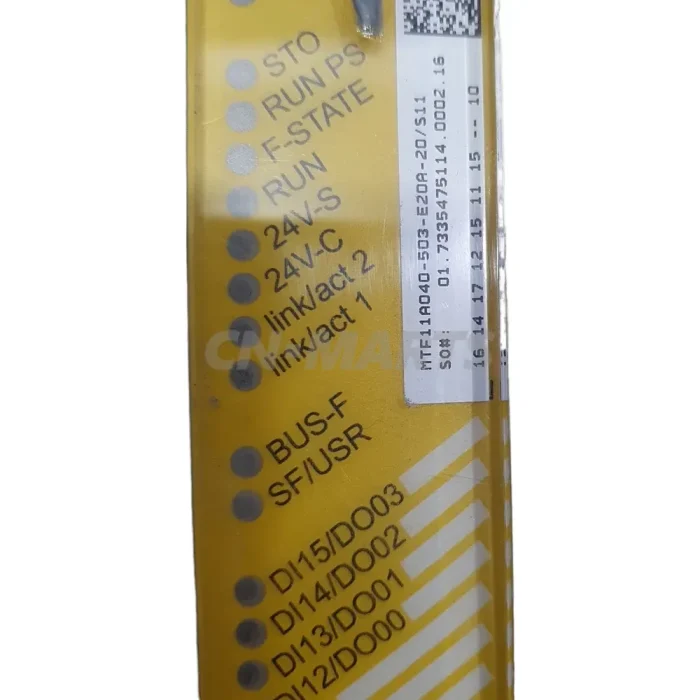 STO
RUN PS
F-STATE
RUN
24V-S
24V-C
link/act 2
link/act 1
BUS-F
SF/USR
DI15/DO03
DI14/DO02
DI13/DO01
DI12/DO00
MTF11A040-503-E20A-20/S11
SO#: 01.7335475114.0002.16
16 14 17 12 15 11 15 -- 10
CN-MARTS